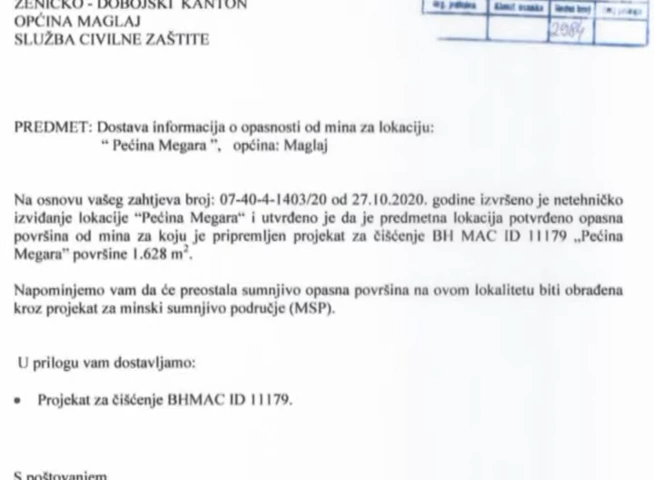 ZENIČKO - DOBOJSKI KANTON
OPĆINA MAGLAJ
SLUŽBA CIVILNE ZAŠTITE
2984
PREDMET: Dostava informacija o opasnosti od mina za lokaciju:
“ Pećina Megara ”, općina: Maglaj
Na osnovu vašeg zahtjeva broj: 07-40-4-1403/20 od 27.10.2020. godine izvršeno je netehničko
izviđanje lokacije “Pećina Megara“ i utvrđeno je da je predmetna lokacija potvrđeno opasna
površina od mina za koju je pripremljen projekat za čišćenje BH MAC ID 11179 „Pećina
Megara” površine 1.628 m².
Napominjemo vam da će preostala sumnjivo opasna površina na ovom lokalitetu biti obrađena
kroz projekat za minski sumnjivo područje (MSP).
U prilogu vam dostavljamo:
• Projekat za čišćenje BHMAC ID 11179.
S poštovanjem